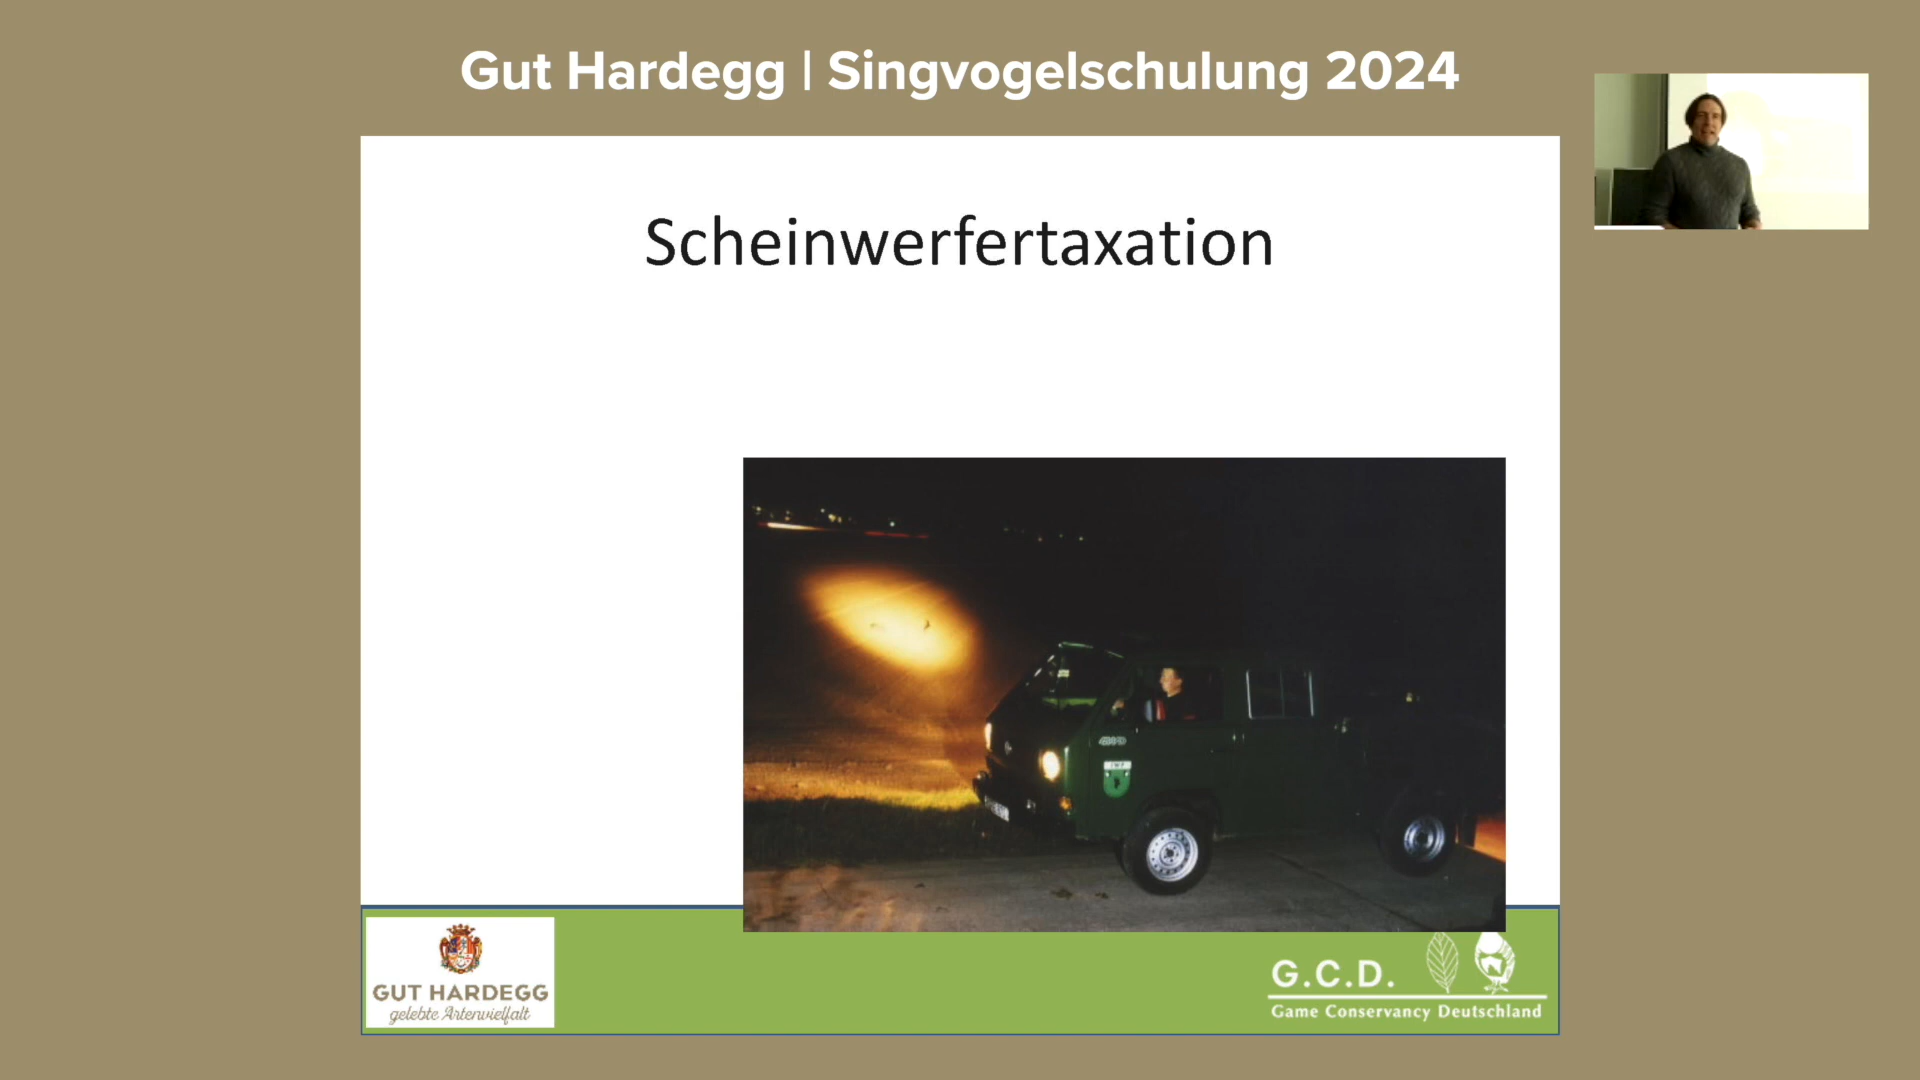 Gut Hardegg | Singvogelschulung 2024
Scheinwerfertaxation
GUT HARDEGG
gelebte Artenvielfalt
G.C.D.
Game Conservancy Deutschland